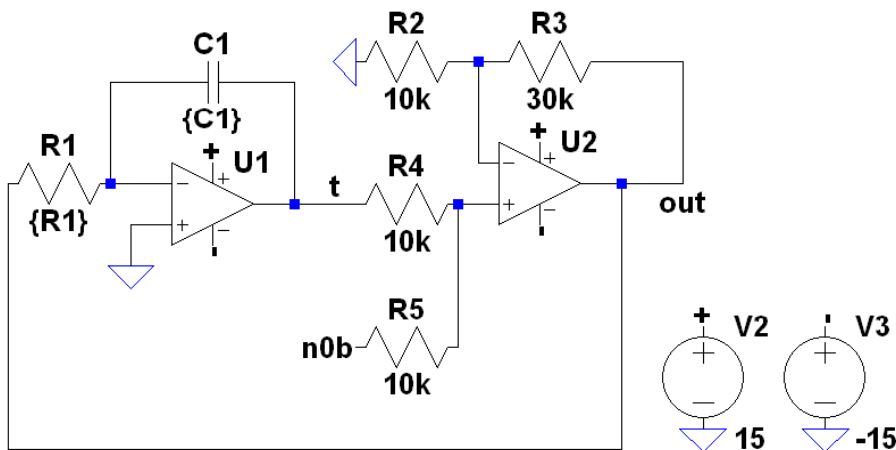 C1
{C1}
R1
{R1}
+
U1
-
t
R2
10k
R3
30k
+
U2
-
R4
10k
out
n0b
R5
10k
+
V2
15
-
V3
-15